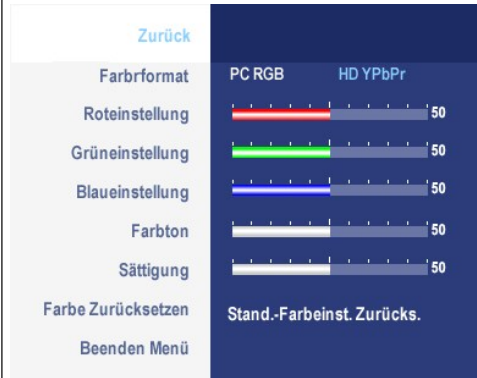 Zurück
Farbrformat PC RGB HD YPbPr
Roteinstellung 50
Grüneinstellung 50
Blaueinstellung 50
Farbton 50
Sättigung 50
Farbe Zurücksetzen Stand.-Farbeinst. Zurücks.
Beenden Menü